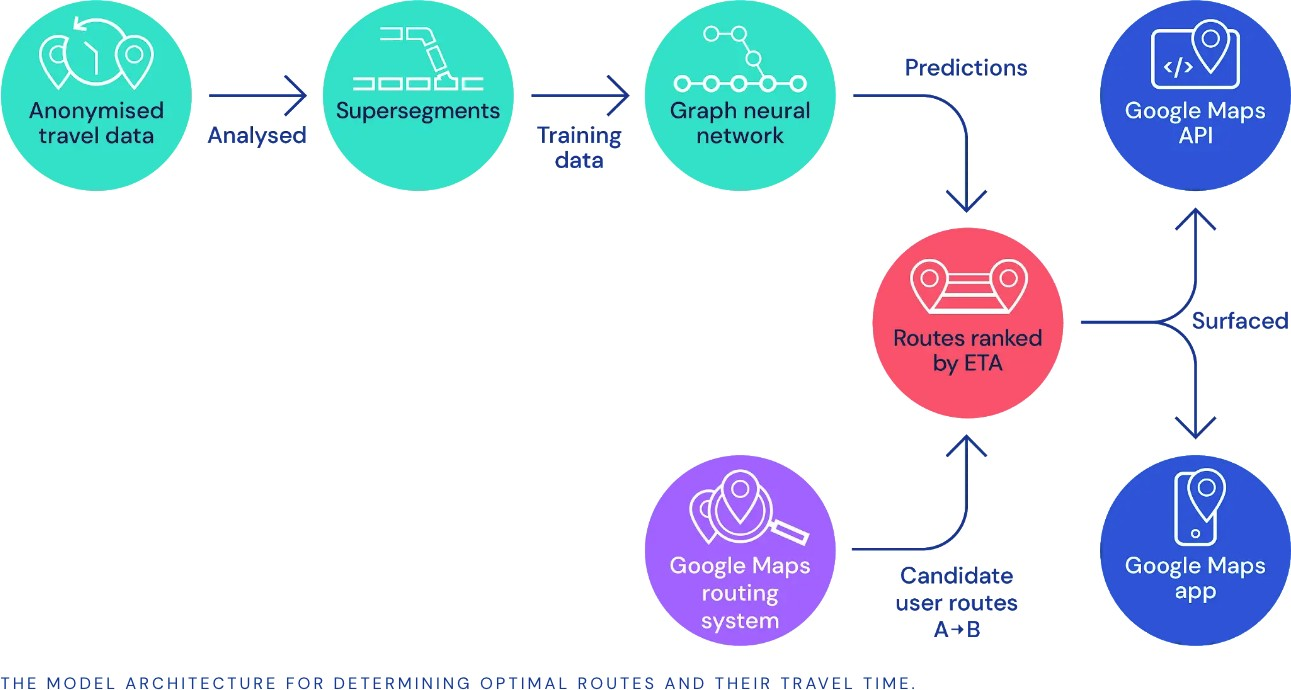 Anonymised
travel data
Analysed
Supersegments
Training
data
Graph neural
network
Predictions
Google Maps
API
</>
Routes ranked
by ETA
Surfaced
Google Maps
routing
system
Candidate
user routes
A→B
Google Maps
app
THE MODEL ARCHITECTURE FOR DETERMINING OPTIMAL ROUTES AND THEIR TRAVEL TIME.